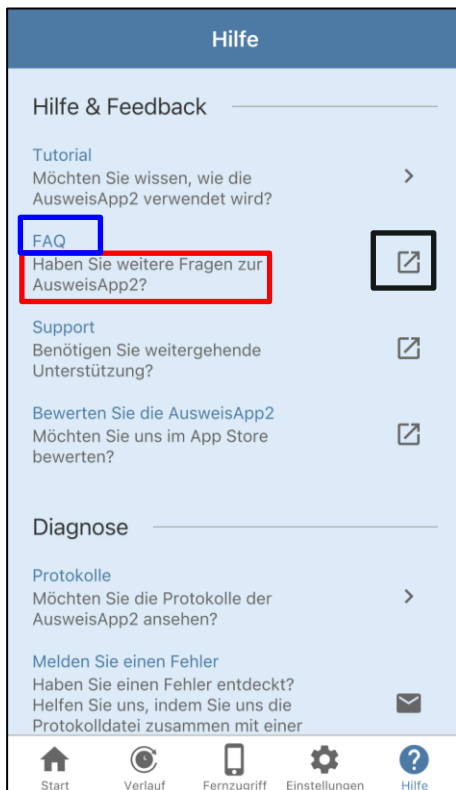 Hilfe
Hilfe & Feedback
Tutorial
Möchten Sie wissen, wie die
AusweisApp2 verwendet wird?
FAQ
Haben Sie weitere Fragen zur
AusweisApp2?
Support
Benötigen Sie weitergehende
Unterstützung?
Bewerten Sie die AusweisApp2
Möchten Sie uns im App Store
bewerten?
Diagnose
Protokolle
Möchten Sie die Protokolle der
AusweisApp2 ansehen?
Melden Sie einen Fehler
Haben Sie einen Fehler entdeckt?
Helfen Sie uns, indem Sie uns die
Protokolldatei zusammen mit einer
Start Verlauf Fernzugriff Einstellungen Hilfe